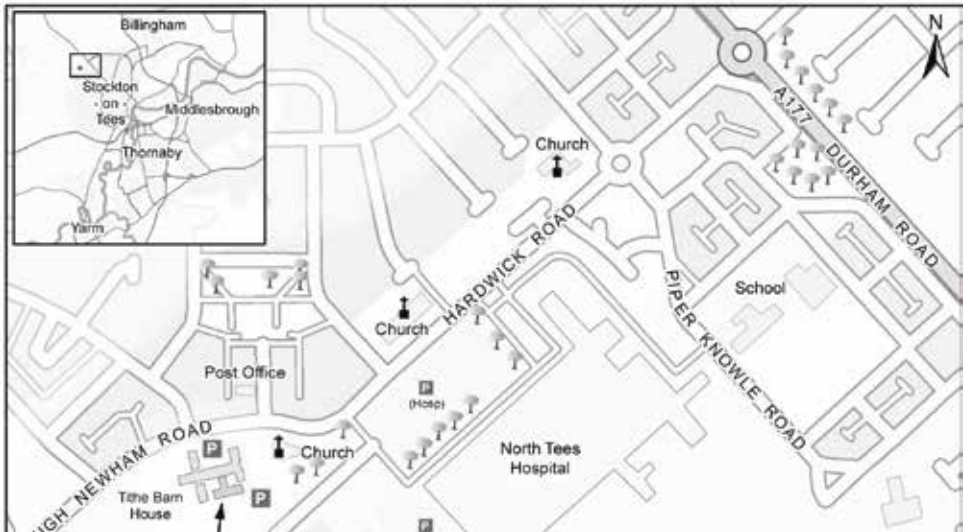 Billingham
Stockton
on
Tees
Middlesbrough
Thornaby
Yarm
N
A177 DURHAM ROAD
Church
HARDWICK ROAD
School
Church
PIPER KNOWLE ROAD
Post Office
P
(Hosp)
NEWHAM ROAD
P
Church
North Tees
Hospital
Tithe Barn
House
P
P